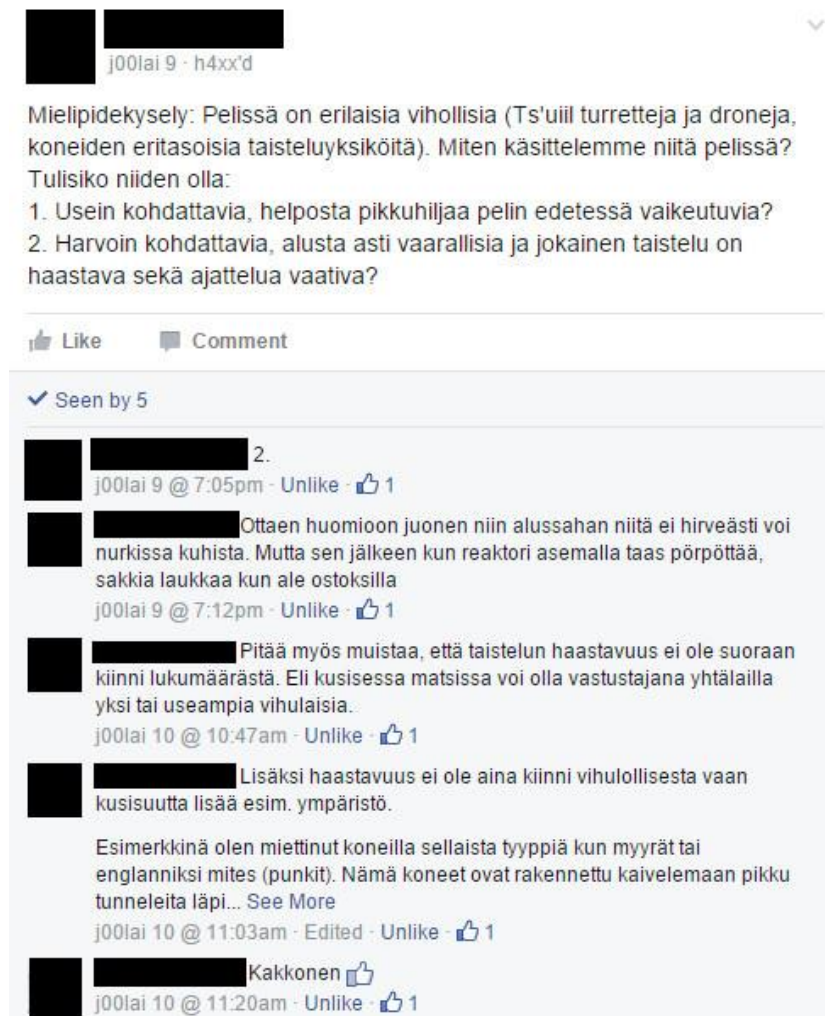 j00lai 9 · h4xx'd
Mielipidekysely: Pelissä on erilaisia vihollisia (Ts'uiil turretteja ja droneja,
koneiden eritasoisia taisteluyksiköitä). Miten käsittelemme niitä pelissä?
Tulisiko niiden olla:
1. Usein kohdattavia, helposta pikkuhiljaa pelin edetessä vaikeutuvia?
2. Harvoin kohdattavia, alusta asti vaarallisia ja jokainen taistelu on
haastava sekä ajattelua vaativa?
Like Comment
Seen by 5
2.
j00lai 9 @ 7:05pm · Unlike · 1
Ottaen huomioon juonen niin alussahan niitä ei hirveästi voi
nurkissa kuhista. Mutta sen jälkeen kun reaktori asemalla taas pörpöttää,
sakkia laukkaa kun ale ostoksilla
j00lai 9 @ 7:12pm · Unlike · 1
Pitää myös muistaa, että taistelun haastavuus ei ole suoraan
kiinni lukumäärästä. Eli kusisessa matsissa voi olla vastustajana yhtälailla
yksi tai useampia vihulaisia.
j00lai 10 @ 10:47am · Unlike · 1
Lisäksi haastavuus ei ole aina kiinni vihulollisesta vaan
kusisuutta lisää esim. ympäristö.
Esimerkkinä olen miettinut koneilla sellaista tyyppiä kun myyrät tai
englanniksi mites (punkit). Nämä koneet ovat rakennettu kaivelemaan pikku
tunneleita läpi... See More
j00lai 10 @ 11:03am · Edited · Unlike · 1
Kakkonen
j00lai 10 @ 11:20am · Unlike · 1